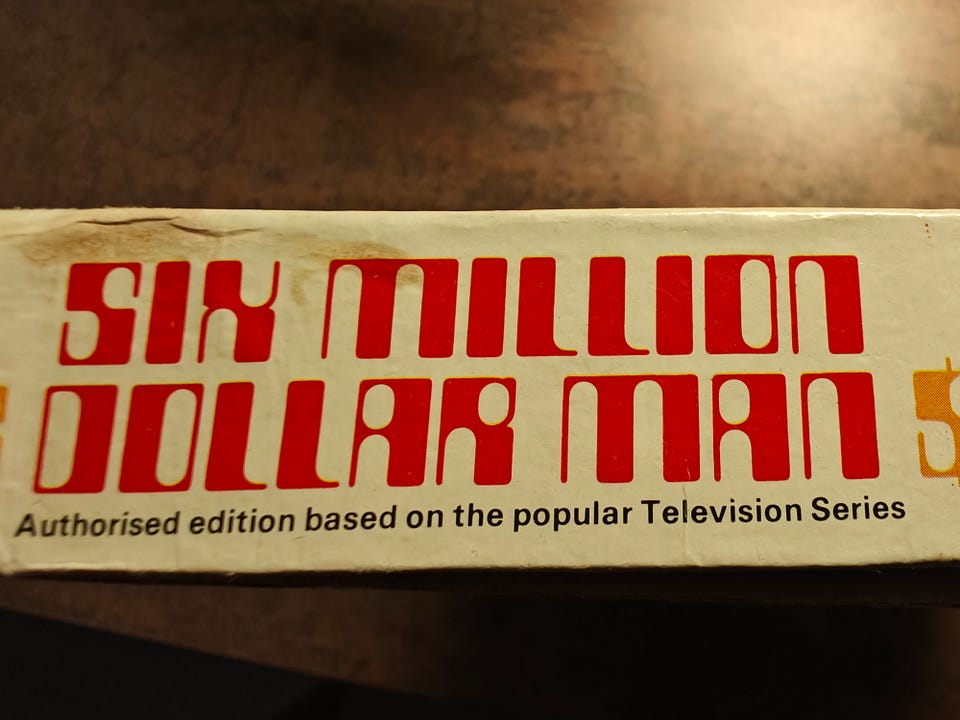 SIX MILLION
DOLLAR MAN
Authorised edition based on the popular Television Series
$